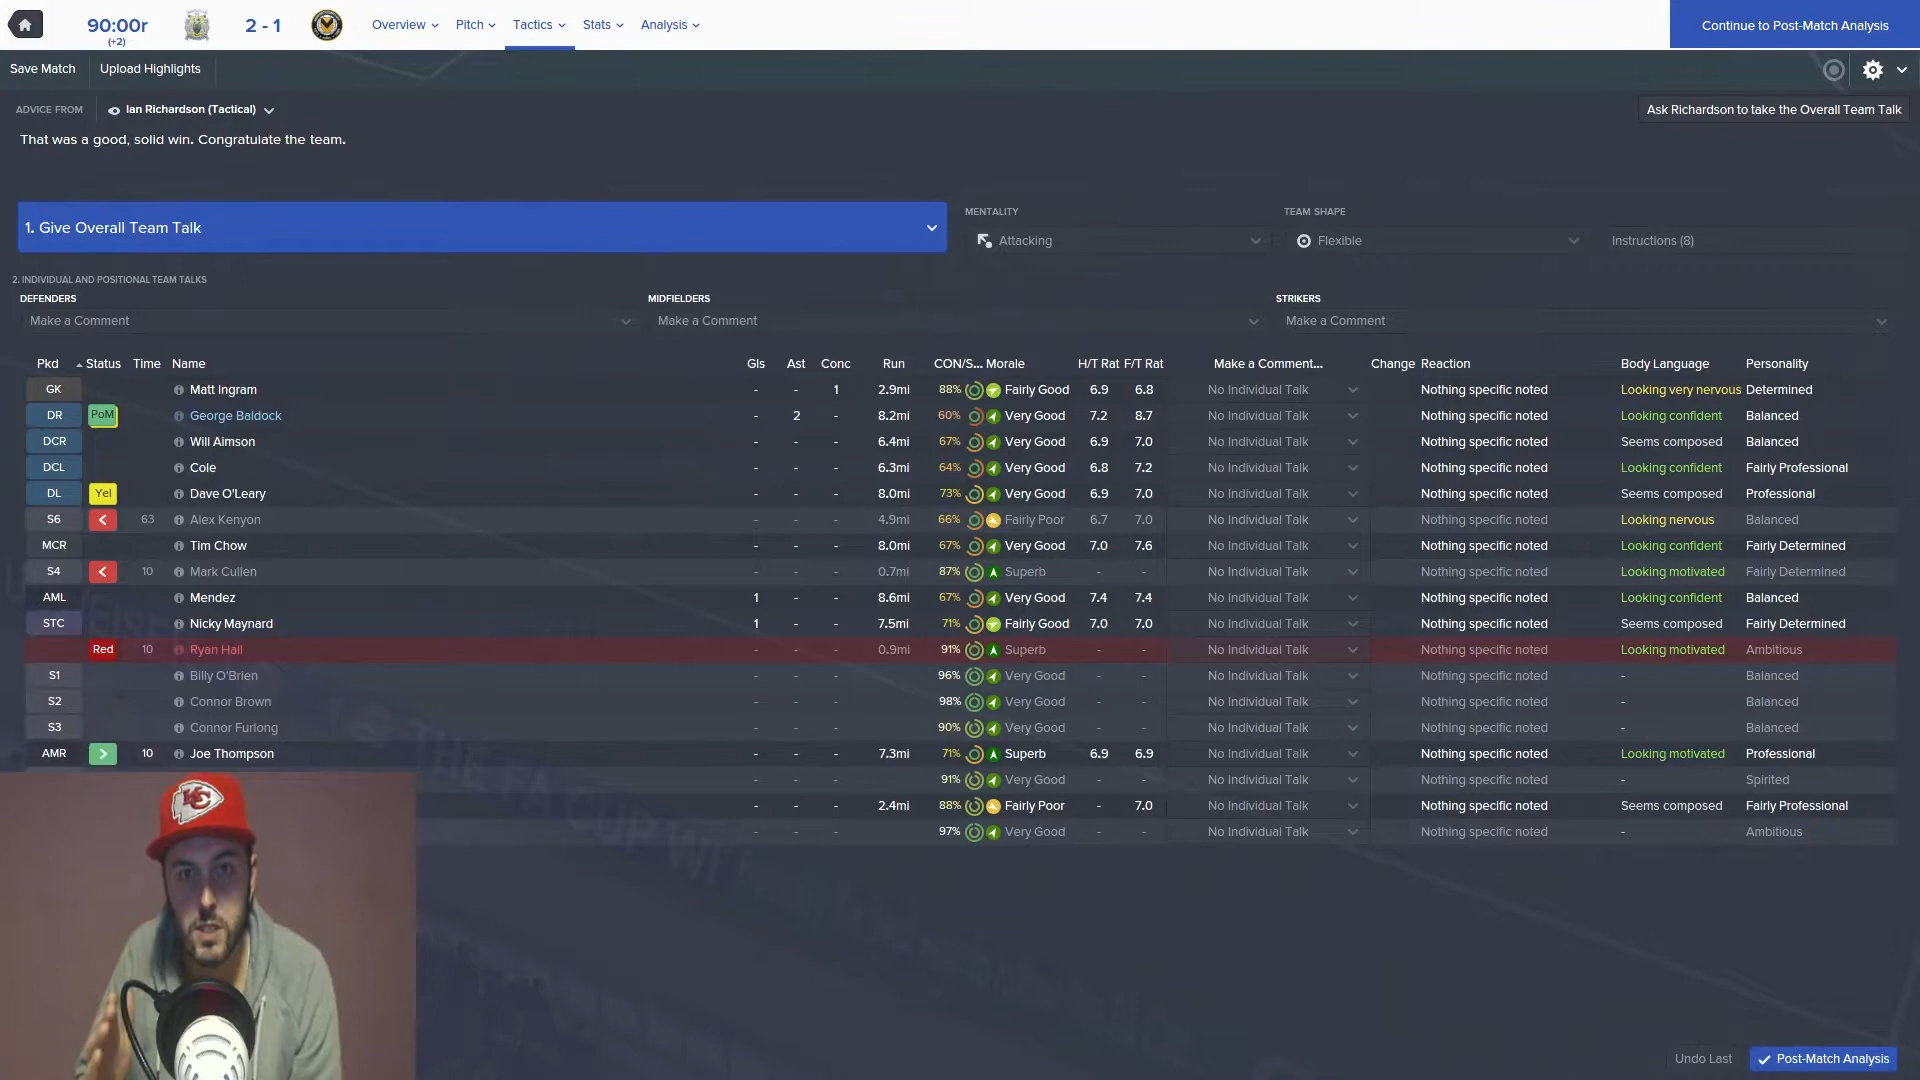 90:00r
(+2)
2 - 1
Overview
Pitch
Tactics
Stats
Analysis
Continue to Post-Match Analysis
Save Match
Upload Highlights
ADVICE FROM
Ian Richardson (Tactical)
Ask Richardson to take the Overall Team Talk
That was a good, solid win. Congratulate the team.
1. Give Overall Team Talk
MENTALITY
Attacking
TEAM SHAPE
Flexible
Instructions (8)
2. INDIVIDUAL AND POSITIONAL TEAM TALKS
DEFENDERS
Make a Comment
MIDFIELDERS
Make a Comment
STRIKERS
Make a Comment
Pkd Status Time Name Gls Ast Conc Run CON/S... Morale H/T Rat F/T Rat Make a Comment... Change Reaction Body Language Personality
GK Matt Ingram - - 1 2.9mi 88% Fairly Good 6.9 6.8 No Individual Talk Nothing specific noted Looking very nervous Determined
DR PoM George Baldock - 2 - 8.2mi 60% Very Good 7.2 8.7 No Individual Talk Nothing specific noted Looking confident Balanced
DCR Will Aimson - - - 6.4mi 67% Very Good 6.9 7.0 No Individual Talk Nothing specific noted Seems composed Balanced
DCL Cole - - - 6.3mi 64% Very Good 6.8 7.2 No Individual Talk Nothing specific noted Looking confident Fairly Professional
DL Yel Dave O'Leary - - - 8.0mi 73% Very Good 6.9 7.0 No Individual Talk Nothing specific noted Seems composed Professional
S6 63 Alex Kenyon - - - 4.9mi 66% Fairly Poor 6.7 7.0 No Individual Talk Nothing specific noted Looking nervous Balanced
MCR Tim Chow - - - 8.0mi 67% Very Good 7.0 7.6 No Individual Talk Nothing specific noted Looking confident Fairly Determined
S4 10 Mark Cullen - - - 0.7mi 87% Superb - - No Individual Talk Nothing specific noted Looking motivated Fairly Determined
AML Mendez 1 - - 8.6mi 67% Very Good 7.4 7.4 No Individual Talk Nothing specific noted Looking confident Balanced
STC Nicky Maynard 1 - - 7.5mi 71% Fairly Good 7.0 7.0 No Individual Talk Nothing specific noted Seems composed Fairly Determined
Red 10 Ryan Hall - - - 0.9mi 91% Superb - - No Individual Talk Nothing specific noted Looking motivated Ambitious
S1 Billy O'Brien - - - 96% Very Good - - No Individual Talk Nothing specific noted - Balanced
S2 Connor Brown - - - 98% Very Good - - No Individual Talk Nothing specific noted - Balanced
S3 Connor Furlong - - - 90% Very Good - - No Individual Talk Nothing specific noted - Balanced
AMR 10 Joe Thompson - - - 7.3mi 71% Superb 6.9 6.9 No Individual Talk Nothing specific noted Looking motivated Professional
- - - 91% Very Good - - No Individual Talk Nothing specific noted - Spirited
- - - 2.4mi 88% Fairly Poor - 7.0 No Individual Talk Nothing specific noted Seems composed Fairly Professional
- - - 97% Very Good - - No Individual Talk Nothing specific noted - Ambitious
THE FA CUP WI
KC
Undo Last
Post-Match Analysis